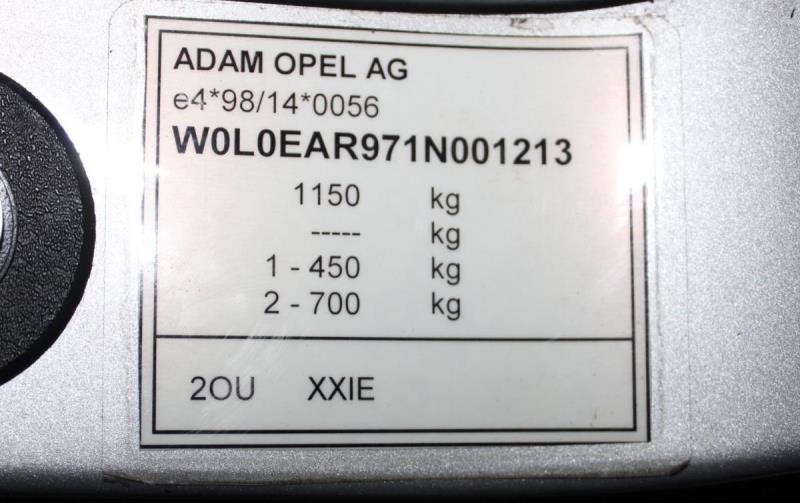 ADAM OPEL AG
e4*98/14*0056
W0L0EAR971N001213
1150 kg
----- kg
1 - 450 kg
2 - 700 kg
2OU XXIE